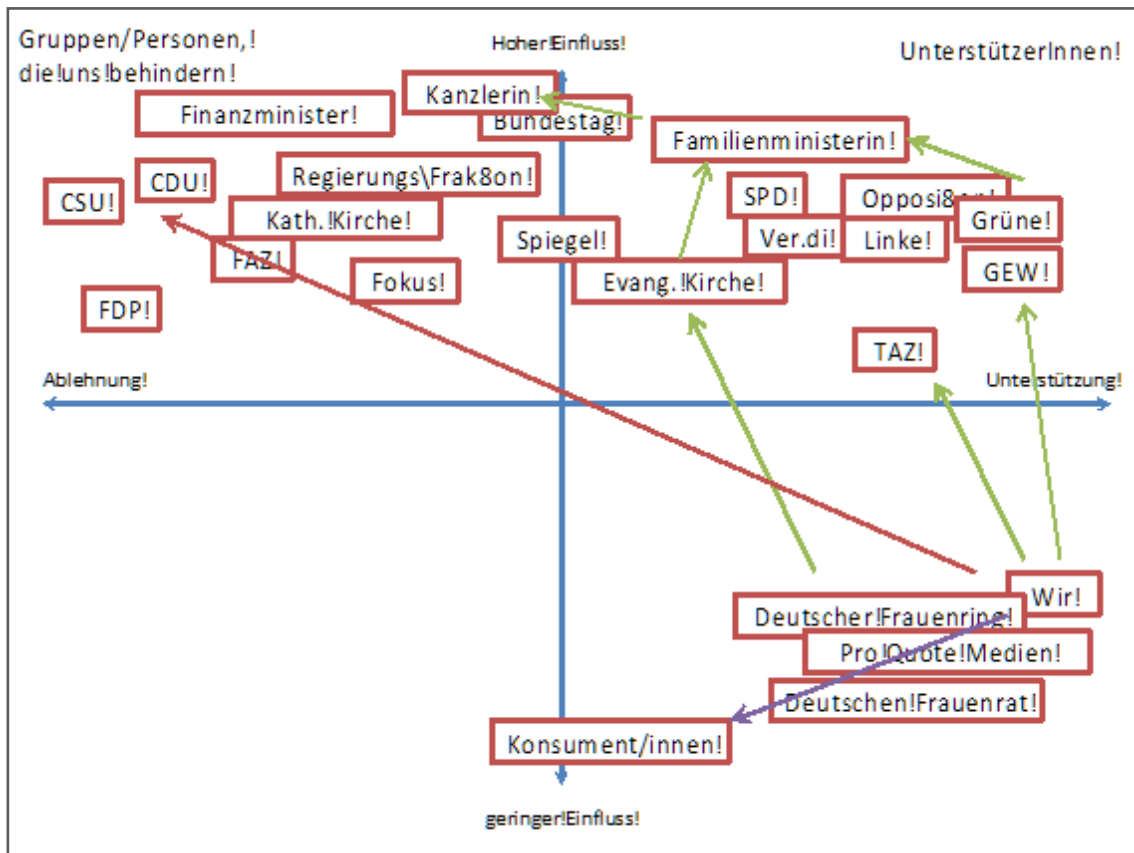 Gruppen/Personen,!
die!uns!behindern!
Hoher!Einfluss!
UnterstützerInnen!
Kanzlerin!
Finanzminister!
Bundestag!
Familienministerin!
CDU!
Regierungs\Frak8on!
SPD!
Opposi8on!
CSU!
Kath.!Kirche!
Grüne!
Spiegel!
Ver.di!
Linke!
FAZ!
Fokus!
Evang.!Kirche!
GEW!
FDP!
TAZ!
Ablehnung!
Unterstützung!
Wir!
Deutscher!Frauenring!
Pro!Quote!Medien!
Deutschen!Frauenrat!
Konsument/innen!
geringer!Einfluss!